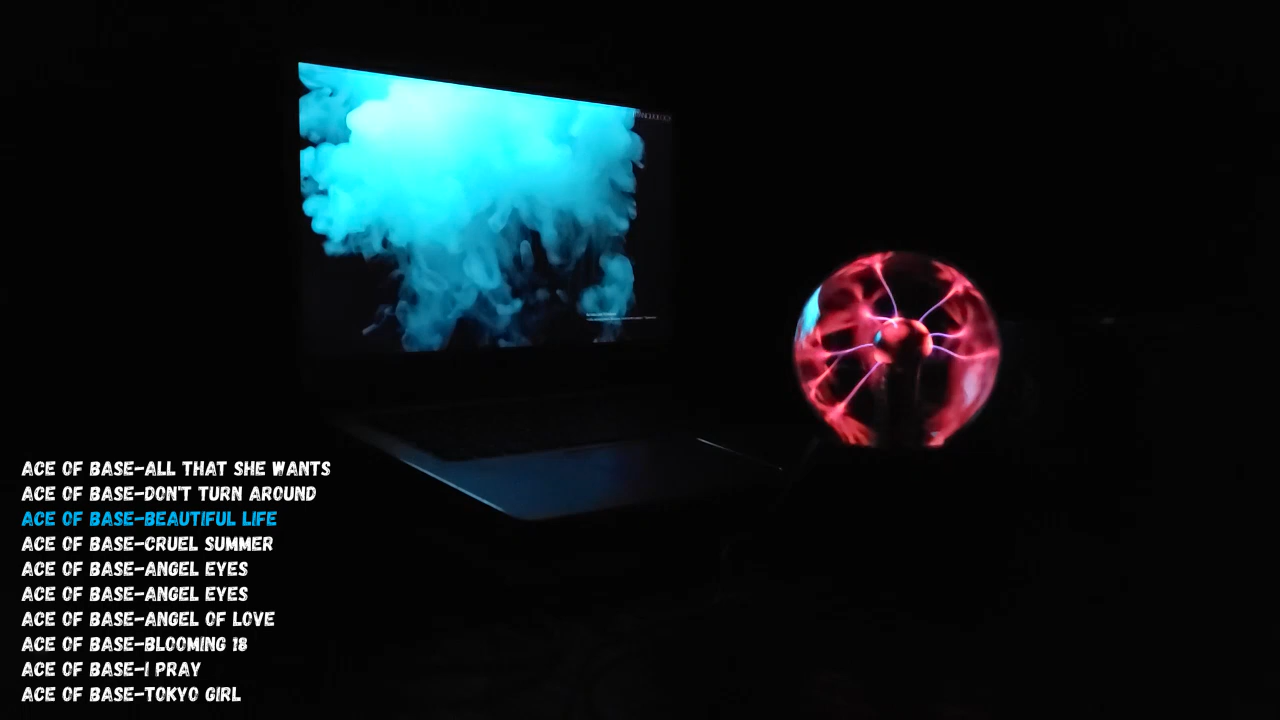 ACE OF BASE-ALL THAT SHE WANTS
ACE OF BASE-DON'T TURN AROUND
ACE OF BASE-BEAUTIFUL LIFE
ACE OF BASE-CRUEL SUMMER
ACE OF BASE-ANGEL EYES
ACE OF BASE-ANGEL EYES
ACE OF BASE-ANGEL OF LOVE
ACE OF BASE-BLOOMING 18
ACE OF BASE-I PRAY
ACE OF BASE-TOKYO GIRL